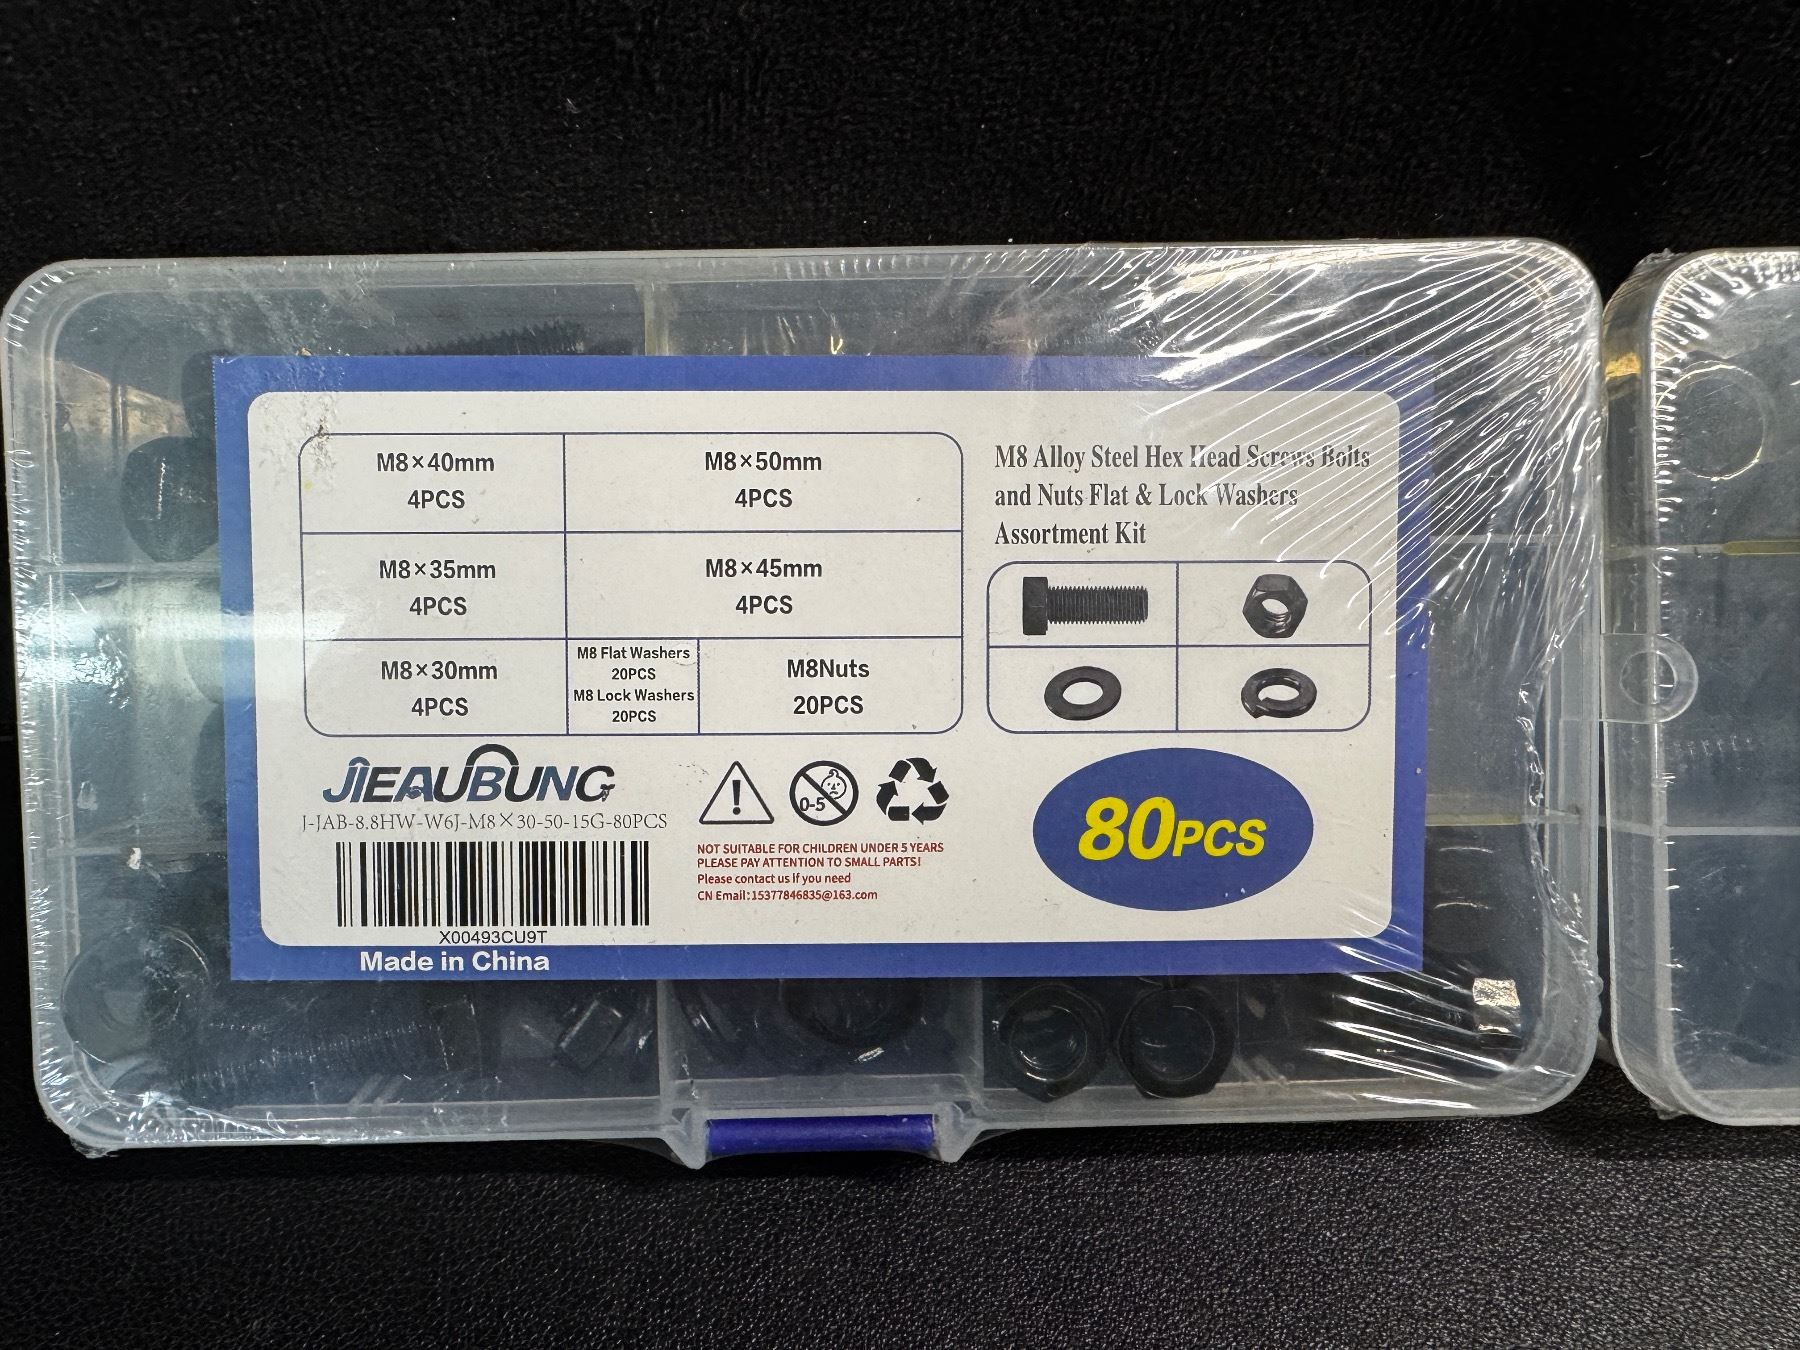 M8×40mm
4PCS
M8×50mm
4PCS
M8×35mm
4PCS
M8×45mm
4PCS
M8×30mm
4PCS
M8 Flat Washers
20PCS
M8 Lock Washers
20PCS
M8Nuts
20PCS
M8 Alloy Steel Hex Head Screws Bolts
and Nuts Flat & Lock Washers
Assortment Kit
JIEAUBUNG
J-JAB-8.8HW-W6J-M8×30-50-15G-80PCS
X00493CU9T
Made in China
0-5
NOT SUITABLE FOR CHILDREN UNDER 5 YEARS
PLEASE PAY ATTENTION TO SMALL PARTS!
Please contact us if you need
CN Email:15377846835@163.com
80PCS